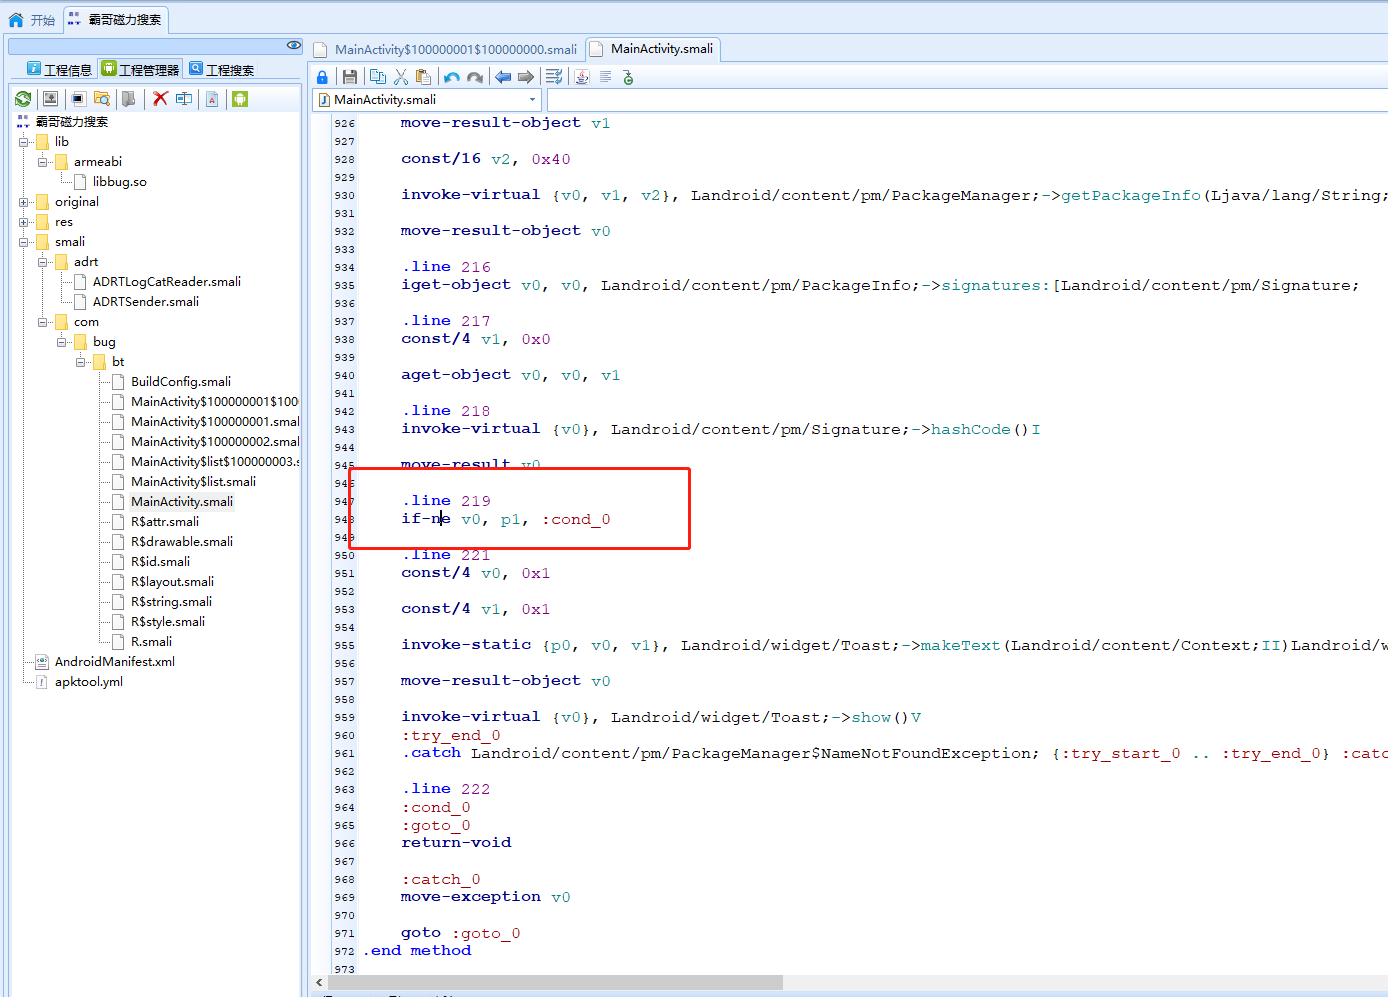 开始
霸哥磁力搜索
工程信息
工程管理器
工程搜索
霸哥磁力搜索
lib
armeabi
libbug.so
original
res
smali
adrt
ADRTLogCatReader.smali
ADRTSender.smali
com
bug
bt
BuildConfig.smali
MainActivity$100000001$100
MainActivity$100000001.smal
MainActivity$100000002.smal
MainActivity$list$100000003.s
MainActivity$list.smali
MainActivity.smali
R$attr.smali
R$drawable.smali
R$id.smali
R$layout.smali
R$string.smali
R$style.smali
R.smali
AndroidManifest.xml
apktool.yml
MainActivity$100000001$100000000.smali
MainActivity.smali
MainActivity.smali
926 move-result-object v1
927
928 const/16 v2, 0x40
929
930 invoke-virtual {v0, v1, v2}, Landroid/content/pm/PackageManager;->getPackageInfo(Ljava/lang/String;
931
932 move-result-object v0
933
934 .line 216
935 iget-object v0, v0, Landroid/content/pm/PackageInfo;->signatures:[Landroid/content/pm/Signature;
936
937 .line 217
938 const/4 v1, 0x0
939
940 aget-object v0, v0, v1
941
942 .line 218
943 invoke-virtual {v0}, Landroid/content/pm/Signature;->hashCode()I
944
945 move-result v0
946
947 .line 219
948 if-ne v0, p1, :cond_0
949
950 .line 221
951 const/4 v0, 0x1
952
953 const/4 v1, 0x1
954
955 invoke-static {p0, v0, v1}, Landroid/widget/Toast;->makeText(Landroid/content/Context;II)Landroid/w
956
957 move-result-object v0
958
959 invoke-virtual {v0}, Landroid/widget/Toast;->show()V
960 :try_end_0
961 .catch Landroid/content/pm/PackageManager$NameNotFoundException; {:try_start_0 .. :try_end_0} :catc
962
963 .line 222
964 :cond_0
965 :goto_0
966 return-void
967
968 :catch_0
969 move-exception v0
970
971 goto :goto_0
972 .end method
973